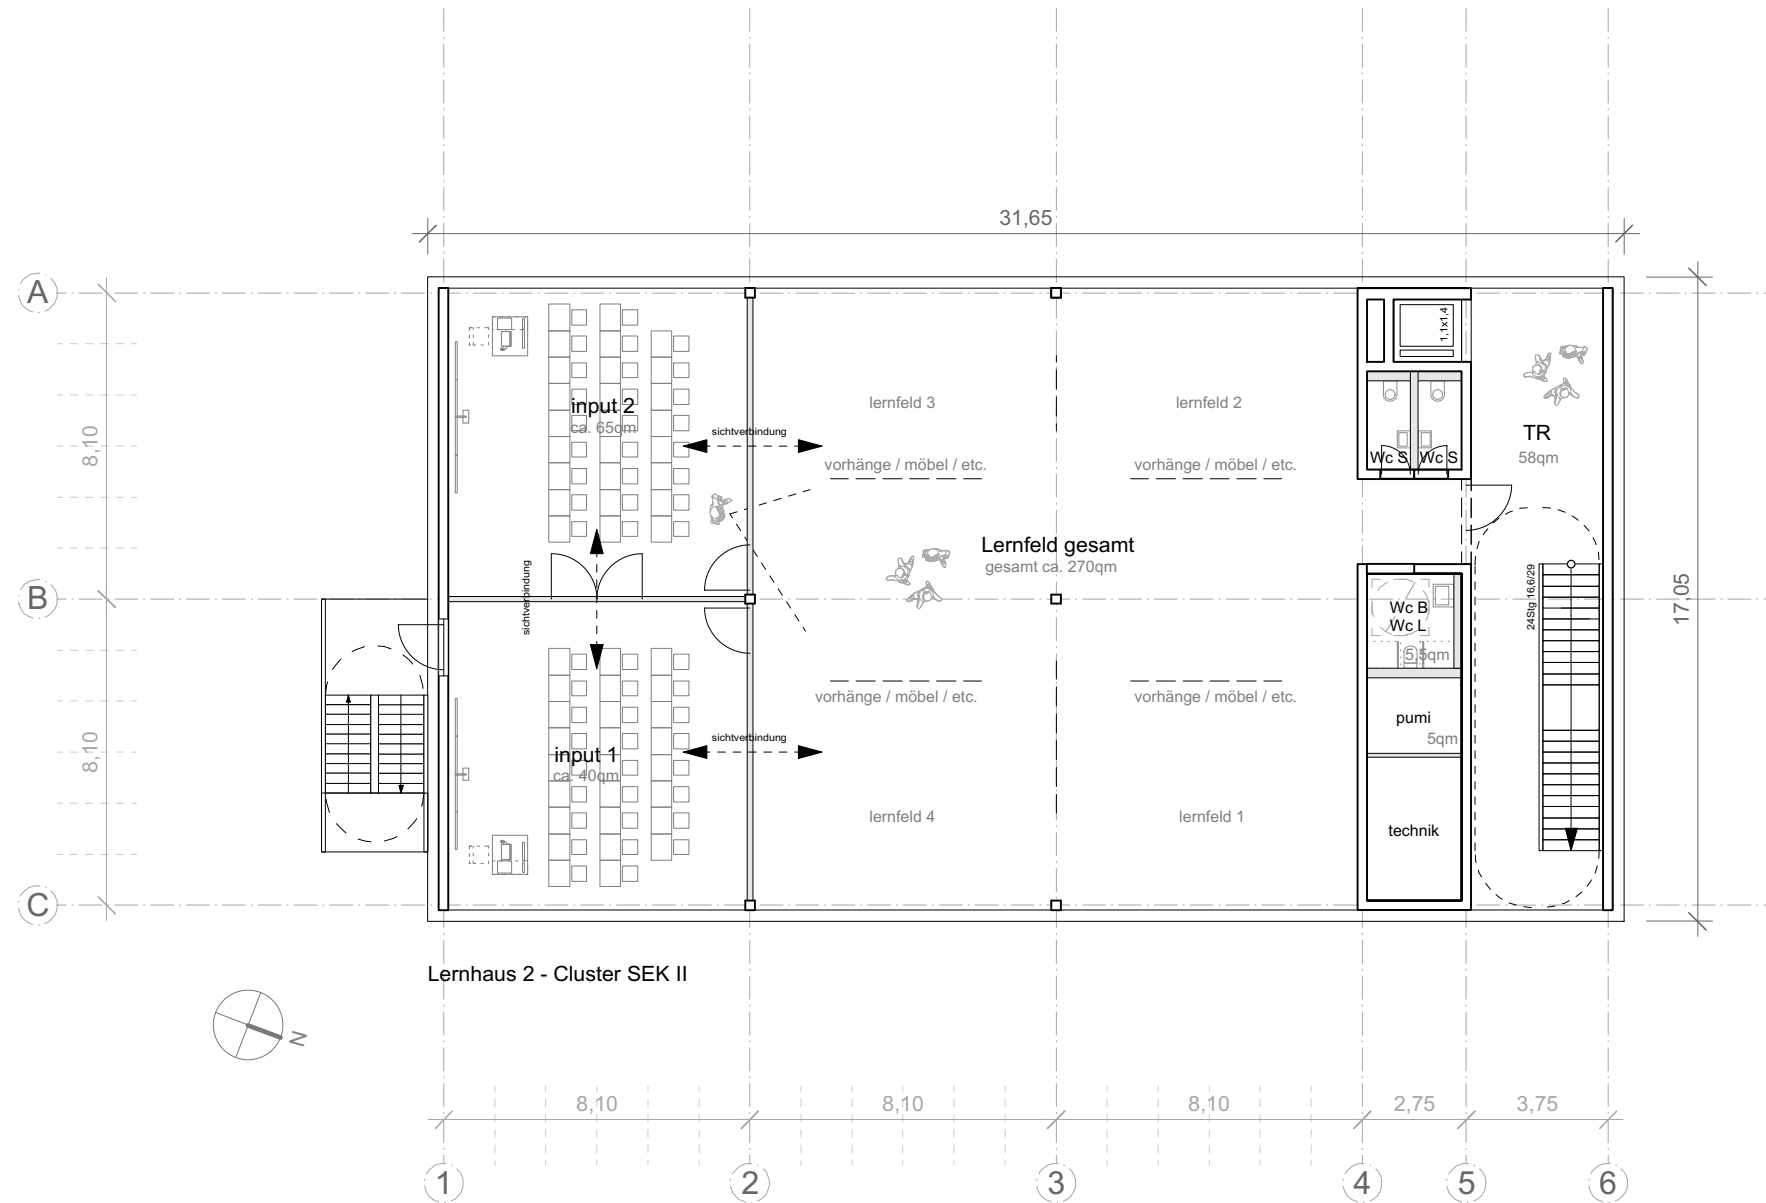 31,65
A
8,10
B
8,10
C
17,05
input 2
ca. 65qm
sichtverbindung
lernfeld 3
vorhänge / möbel / etc.
lernfeld 2
vorhänge / möbel / etc.
1,1x1,4
Wc S
Wc S
TR
58qm
Lernfeld gesamt
gesamt ca. 270qm
sichtverbindung
24Stg 16,6/29
Wc B
Wc L
5,5qm
vorhänge / möbel / etc.
vorhänge / möbel / etc.
pumi
5qm
sichtverbindung
input 1
ca. 40qm
lernfeld 4
lernfeld 1
technik
Lernhaus 2 - Cluster SEK II
N
8,10
8,10
8,10
2,75
3,75
1
2
3
4
5
6